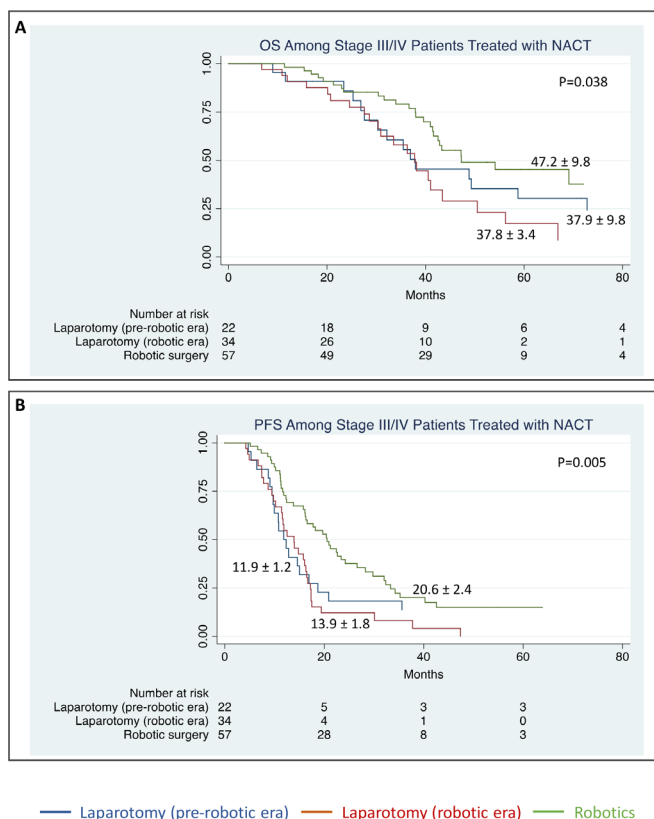 A
OS Among Stage III/IV Patients Treated with NACT
P=0.038
1.00
0.75
0.50
0.25
0.00
47.2 ± 9.8
37.9 ± 9.8
37.8 ± 3.4
0 20 40 60 80
Months
Number at risk
Laparotomy (pre-robotic era) 22 18 9 6 4
Laparotomy (robotic era) 34 26 10 2 1
Robotic surgery 57 49 29 9 4
B
PFS Among Stage III/IV Patients Treated with NACT
P=0.005
1.00
0.75
0.50
0.25
0.00
11.9 ± 1.2
20.6 ± 2.4
13.9 ± 1.8
0 20 40 60 80
Months
Number at risk
Laparotomy (pre-robotic era) 22 5 3 3
Laparotomy (robotic era) 34 4 1 0
Robotic surgery 57 28 8 3
Laparotomy (pre-robotic era) Laparotomy (robotic era) Robotics